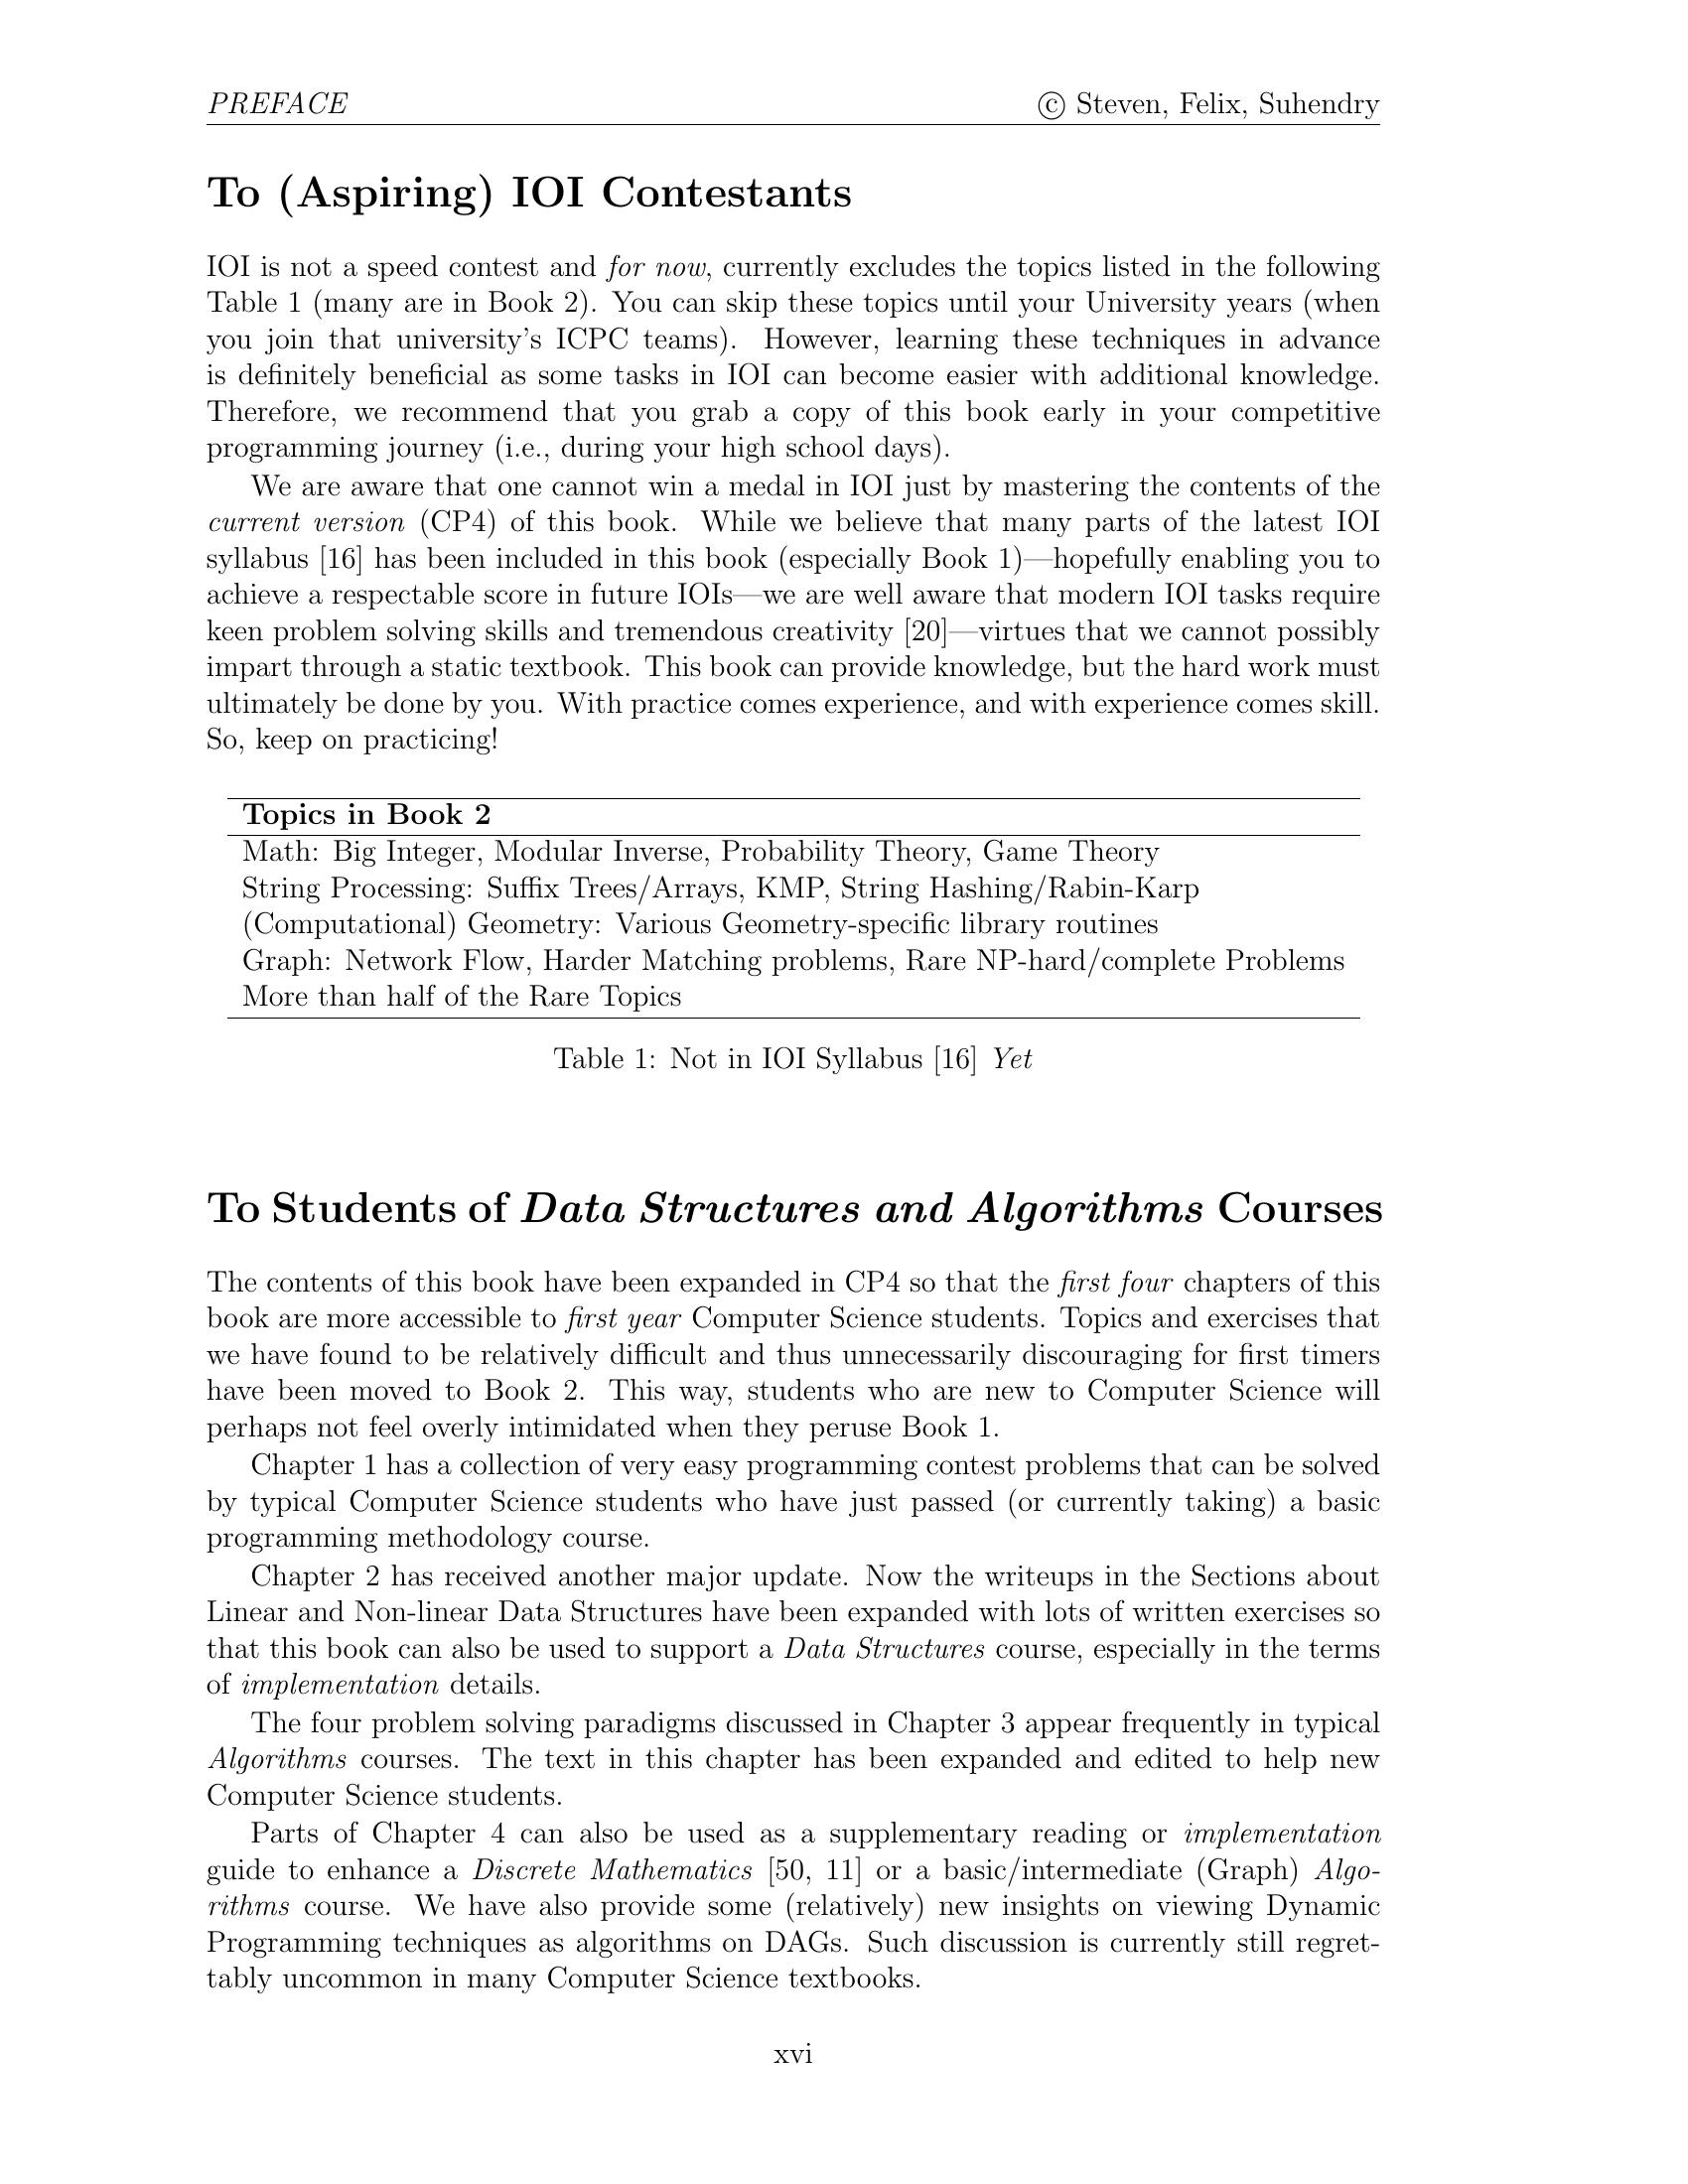 PREFACE
© Steven, Felix, Suhendry
To (Aspiring) IOI Contestants
IOI is not a speed contest and for now, currently excludes the topics listed in the following
Table 1 (many are in Book 2). You can skip these topics until your University years (when
you join that university's ICPC teams). However, learning these techniques in advance
is definitely beneficial as some tasks in IOI can become easier with additional knowledge.
Therefore, we recommend that you grab a copy of this book early in your competitive
programming journey (i.e., during your high school days).
We are aware that one cannot win a medal in IOI just by mastering the contents of the
current version (CP4) of this book. While we believe that many parts of the latest IOI
syllabus [16] has been included in this book (especially Book 1)—hopefully enabling you to
achieve a respectable score in future IOIs—we are well aware that modern IOI tasks require
keen problem solving skills and tremendous creativity [20]—virtues that we cannot possibly
impart through a static textbook. This book can provide knowledge, but the hard work must
ultimately be done by you. With practice comes experience, and with experience comes skill.
So, keep on practicing!
Topics in Book 2
Math: Big Integer, Modular Inverse, Probability Theory, Game Theory
String Processing: Suffix Trees/Arrays, KMP, String Hashing/Rabin-Karp
(Computational) Geometry: Various Geometry-specific library routines
Graph: Network Flow, Harder Matching problems, Rare NP-hard/complete Problems
More than half of the Rare Topics
Table 1: Not in IOI Syllabus [16] Yet
To Students of Data Structures and Algorithms Courses
The contents of this book have been expanded in CP4 so that the first four chapters of this
book are more accessible to first year Computer Science students. Topics and exercises that
we have found to be relatively difficult and thus unnecessarily discouraging for first timers
have been moved to Book 2. This way, students who are new to Computer Science will
perhaps not feel overly intimidated when they peruse Book 1.
Chapter 1 has a collection of very easy programming contest problems that can be solved
by typical Computer Science students who have just passed (or currently taking) a basic
programming methodology course.
Chapter 2 has received another major update. Now the writeups in the Sections about
Linear and Non-linear Data Structures have been expanded with lots of written exercises so
that this book can also be used to support a Data Structures course, especially in the terms
of implementation details.
The four problem solving paradigms discussed in Chapter 3 appear frequently in typical
Algorithms courses. The text in this chapter has been expanded and edited to help new
Computer Science students.
Parts of Chapter 4 can also be used as a supplementary reading or implementation
guide to enhance a Discrete Mathematics [50, 11] or a basic/intermediate (Graph) Algo-
rithms course. We have also provide some (relatively) new insights on viewing Dynamic
Programming techniques as algorithms on DAGs. Such discussion is currently still regret-
tably uncommon in many Computer Science textbooks.
xvi